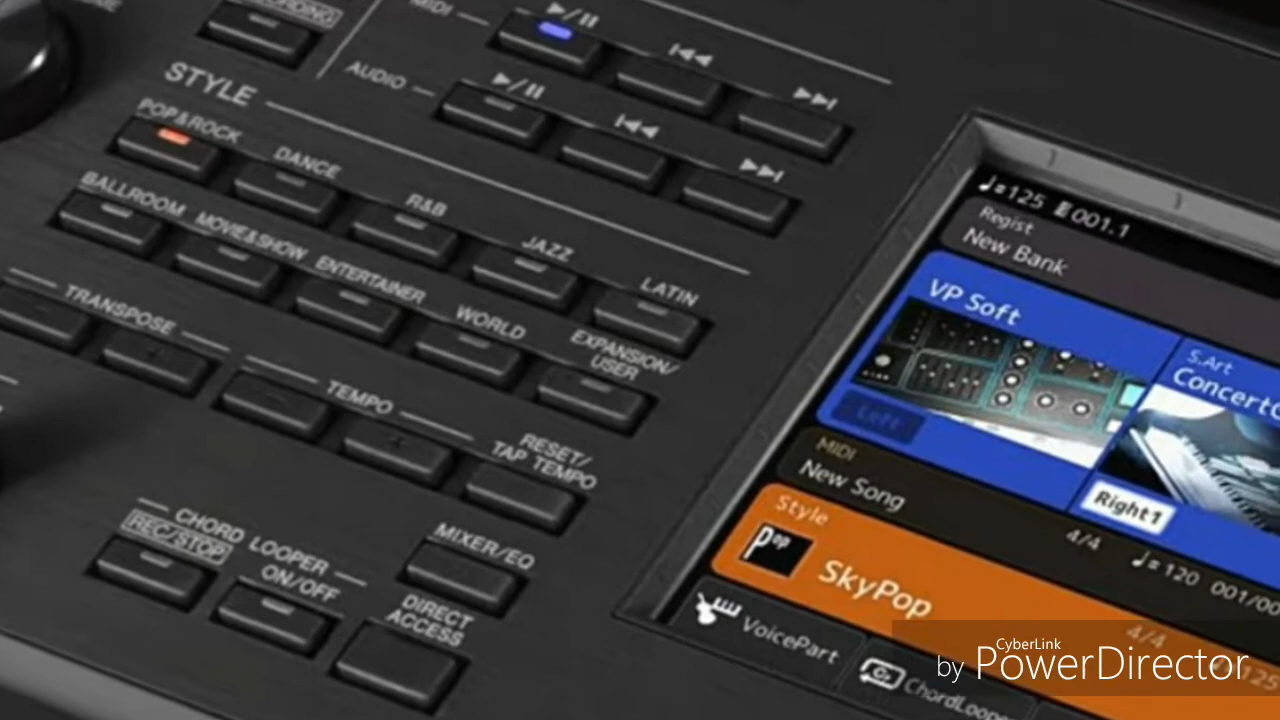 MIDI
AUDIO
STYLE
POP&ROCK
DANCE
R&B
JAZZ
LATIN
BALLROOM
MOVIE&SHOW
ENTERTAINER
WORLD
EXPANSION/
USER
TRANSPOSE
TEMPO
RESET/
TAP TEMPO
CHORD LOOPER
REC/STOP
ON/OFF
MIXER/EQ
DIRECT
ACCESS
♩=125 001.1
Regist
New Bank
VP Soft
Left
S.Art
Right1
MIDI
New Song
4/4 ♩=120
Style
Pop
SkyPop
4/4
VoicePart
CyberLink
by PowerDirector